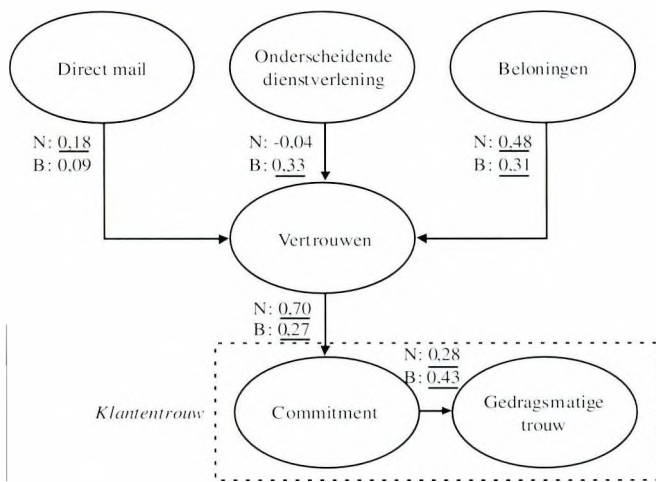 Direct mail
Onderscheidende
dienstverlening
Beloningen
N: 0,18
B: 0,09
N: -0,04
B: 0,33
N: 0,48
B: 0,31
Vertrouwen
N: 0,70
B: 0,27
N: 0,28
B: 0,43
Klantentrouw
Commitment
Gedragsmatige
trouw